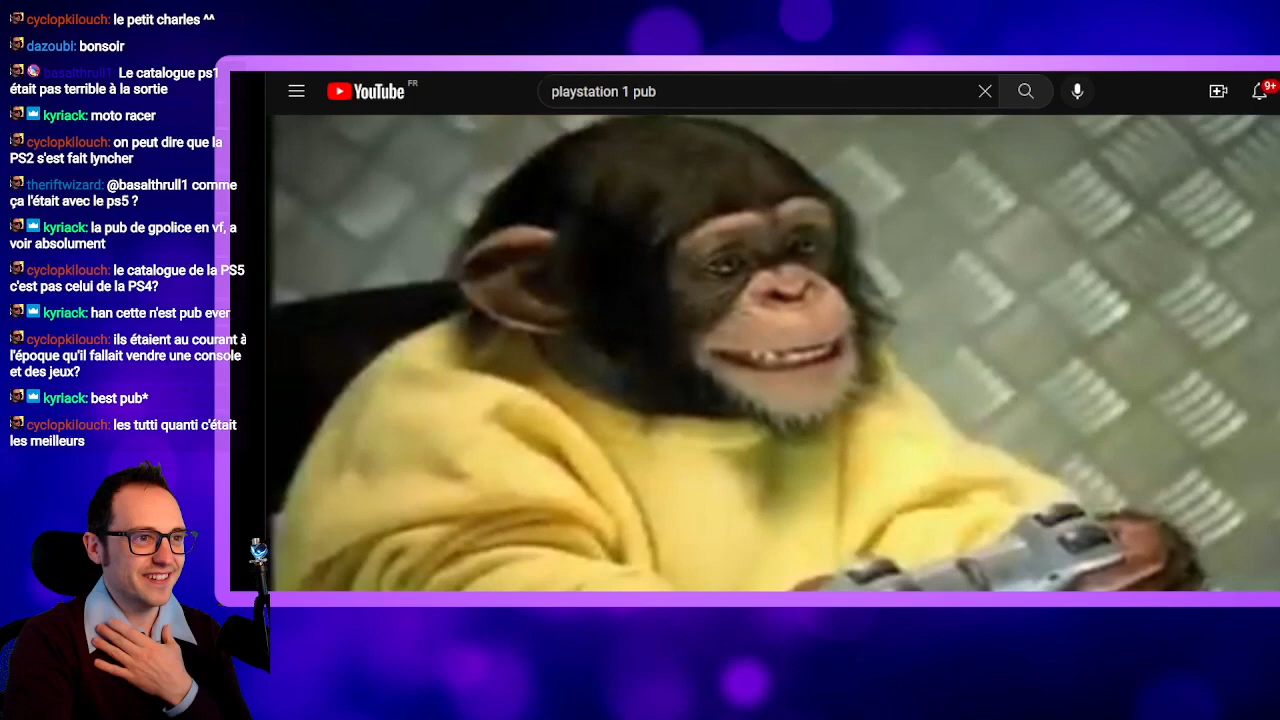 cyclopkilouch: le petit charles ^^
dazoubi: bonsoir
basalthrull1: Le catalogue ps1
était pas terrible à la sortie
kyriack: moto racer
cyclopkilouch: on peut dire que la
PS2 s'est fait lyncher
theriftwizard: @basalthrull1 comme
ça l'était avec le ps5 ?
kyriack: la pub de gpolice en vf, a
voir absolument
cyclopkilouch: le catalogue de la PS5
c'est pas celui de la PS4?
kyriack: han cette n'est pub ever
cyclopkilouch: ils étaient au courant à
l'époque qu'il fallait vendre une console
et des jeux?
kyriack: best pub*
cyclopkilouch: les tutti quanti c'était
les meilleurs
YouTube FR
playstation 1 pub
9+